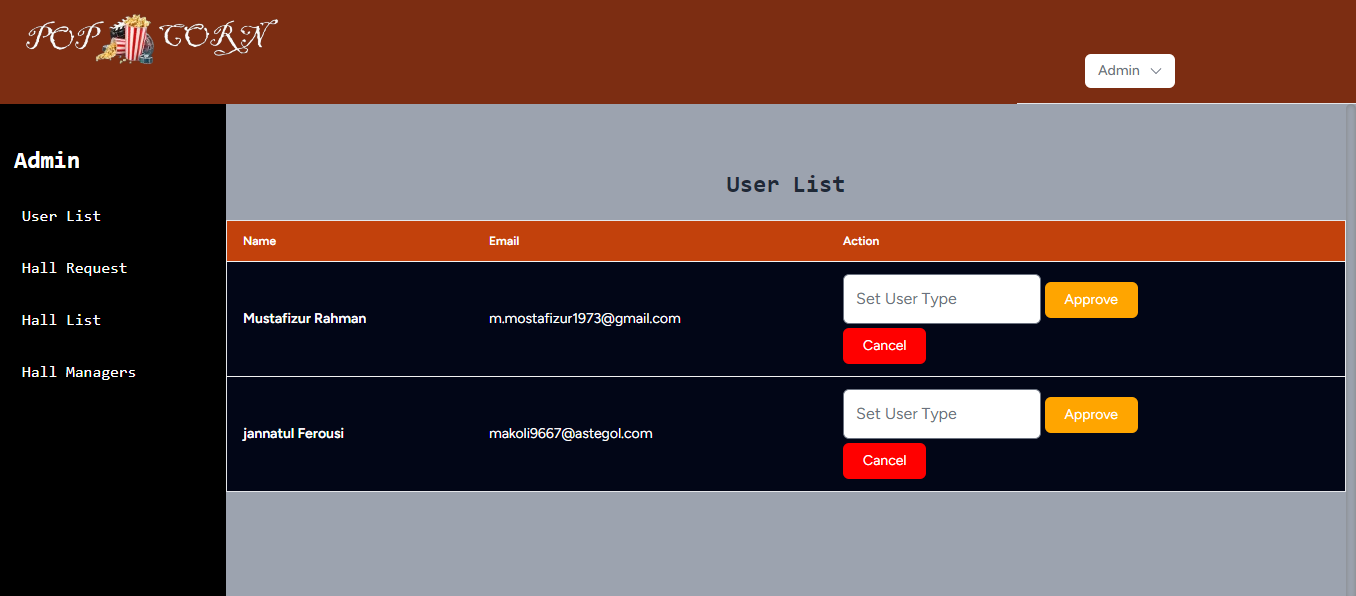 POP CORN
Admin
Admin
User List
Hall Request
Hall List
Hall Managers
User List
Name Email Action
Mustafizur Rahman m.mostafizur1973@gmail.com Set User Type Approve
Cancel
jannatul Ferousi makoli9667@astegol.com Set User Type Approve
Cancel